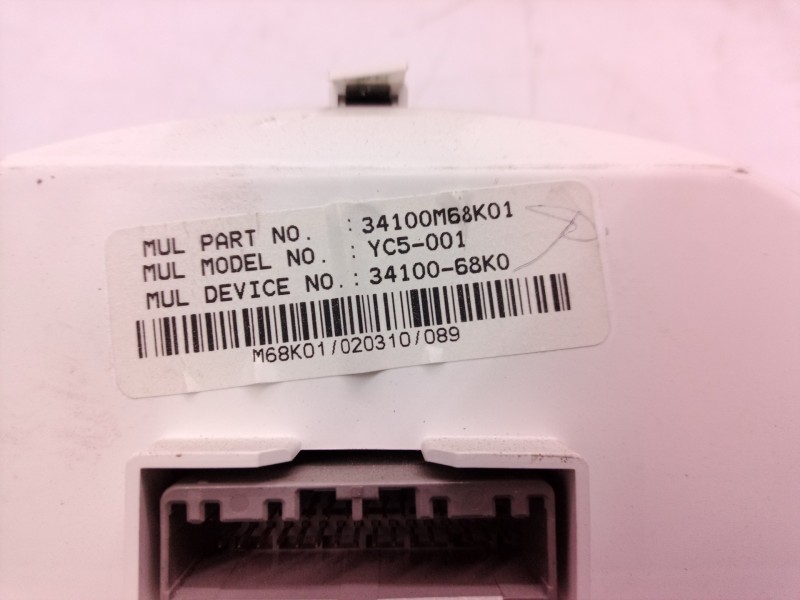 MUL PART NO. : 34100M68K01
MUL MODEL NO. : YC5-001
MUL DEVICE NO.: 34100-68K0
M68K01/020310/089